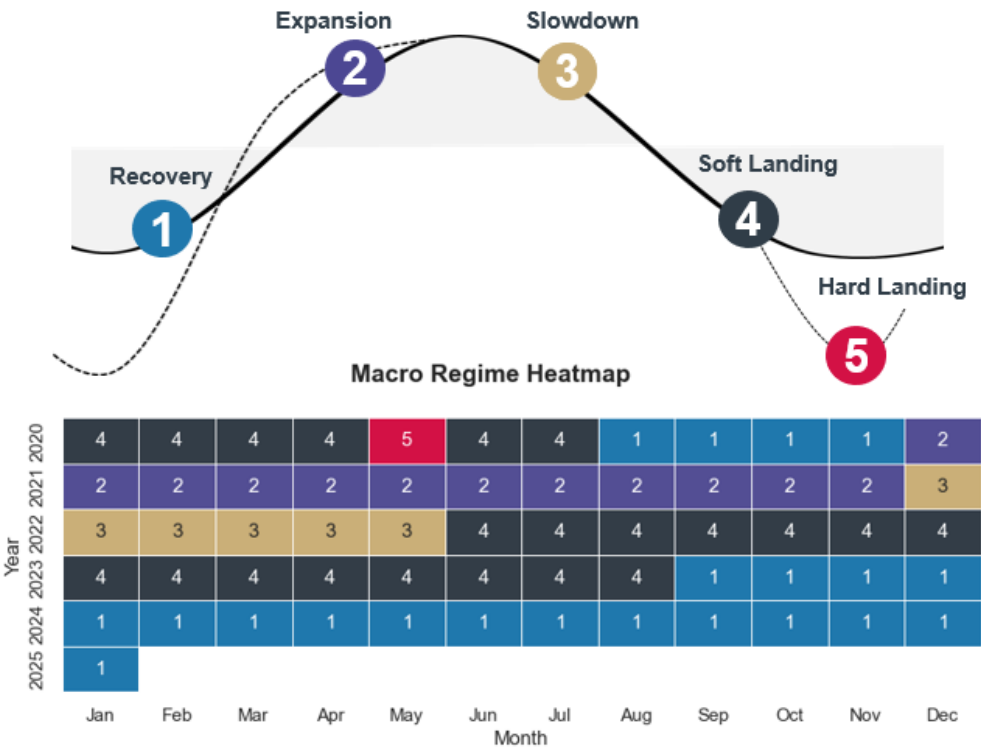 Expansion
Slowdown
2
3
Recovery
Soft Landing
1
4
Hard Landing
5
Macro Regime Heatmap
2020 4 4 4 4 5 4 4 1 1 1 1 2
2021 2 2 2 2 2 2 2 2 2 2 2 3
2022 3 3 3 3 3 4 4 4 4 4 4 4
2023 4 4 4 4 4 4 4 4 1 1 1 1
2024 1 1 1 1 1 1 1 1 1 1 1 1
2025 1
Year
Jan Feb Mar Apr May Jun Jul Aug Sep Oct Nov Dec
Month